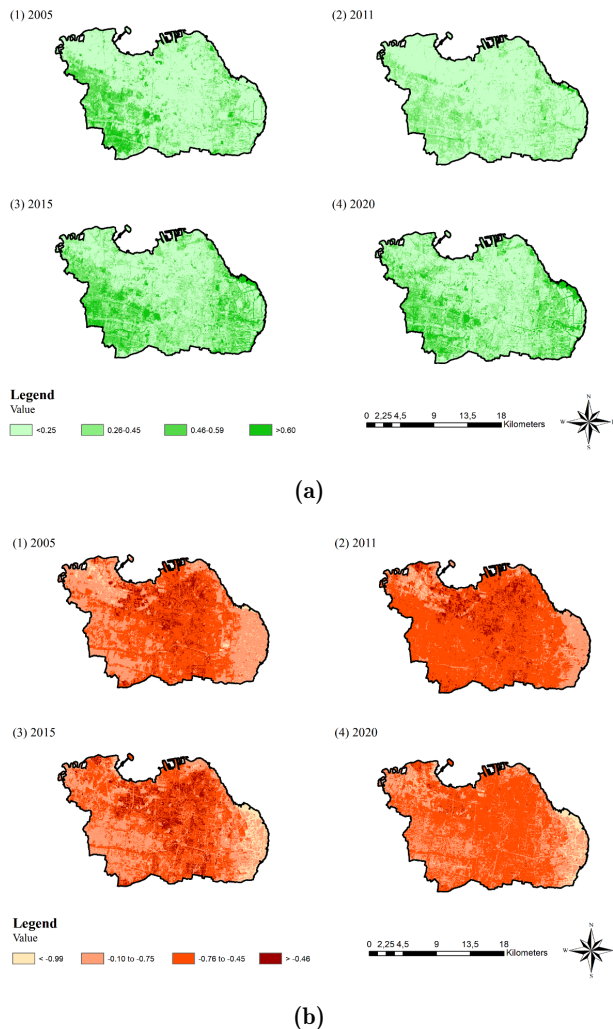 (1) 2005 (2) 2011
(3) 2015 (4) 2020
Legend
Value
<0.25 0.26-0.45 0.46-0.59 >0.60
0 2,25 4,5 9 13,5 18
Kilometers
N
W
S
(a)
(1) 2005 (2) 2011
(3) 2015 (4) 2020
Legend
Value
< -0.99 -0.10 to -0.75 -0.76 to -0.45 > -0.46
0 2,25 4,5 9 13,5 18
Kilometers
N
W
S
(b)